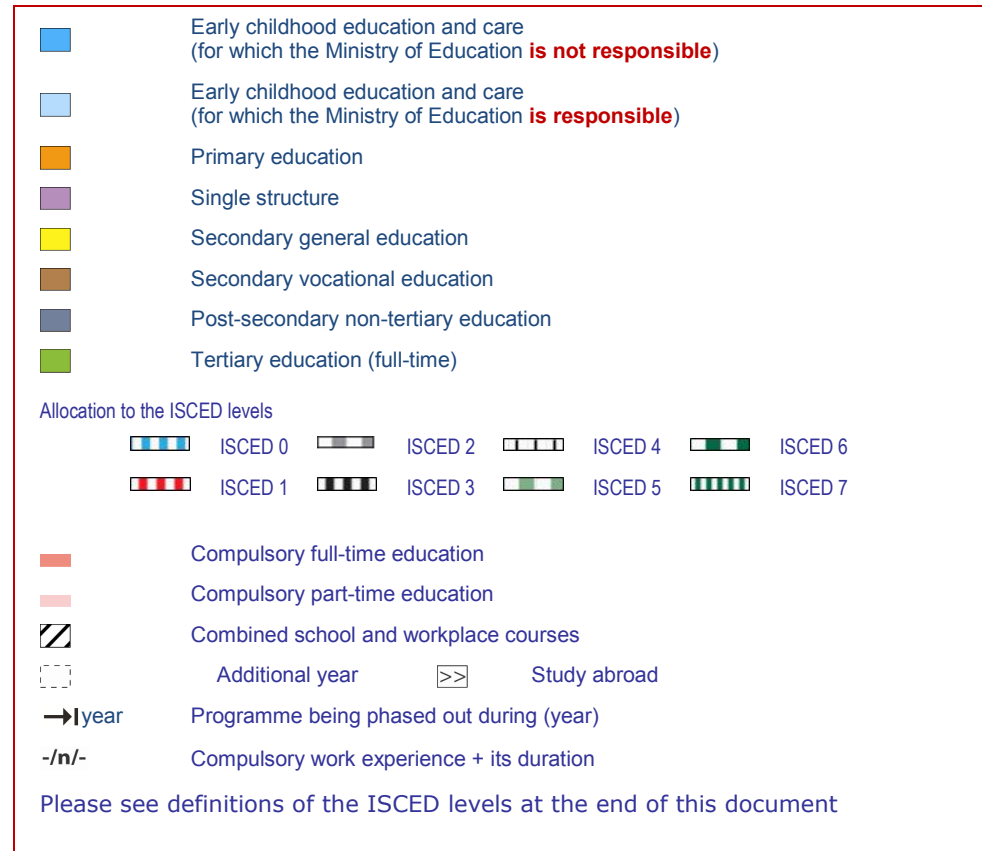 Early childhood education and care
(for which the Ministry of Education is not responsible)
Early childhood education and care
(for which the Ministry of Education is responsible)
Primary education
Single structure
Secondary general education
Secondary vocational education
Post-secondary non-tertiary education
Tertiary education (full-time)
Allocation to the ISCED levels
ISCED 0 ISCED 2 ISCED 4 ISCED 6
ISCED 1 ISCED 3 ISCED 5 ISCED 7
Compulsory full-time education
Compulsory part-time education
Combined school and workplace courses
Additional year >> Study abroad
year Programme being phased out during (year)
-/n/- Compulsory work experience + its duration
Please see definitions of the ISCED levels at the end of this document